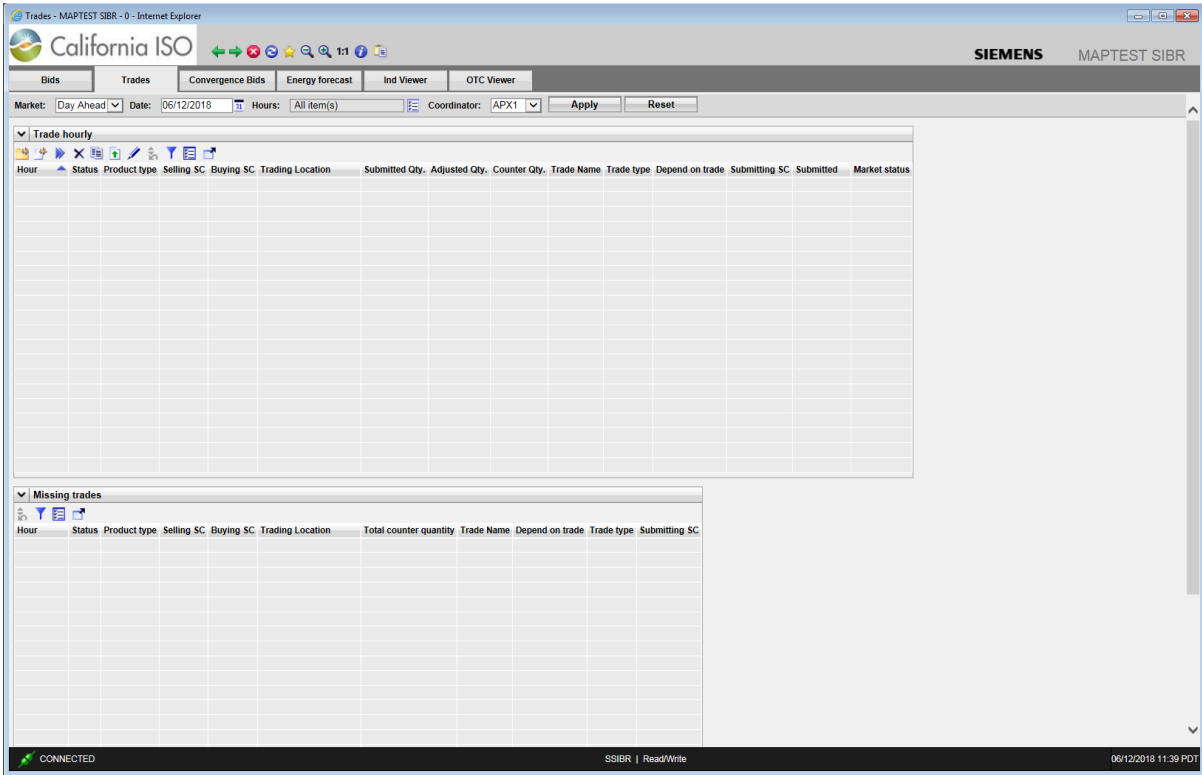 Trades - MAPTEST SIBR - 0 - Internet Explorer
California ISO
1:1
SIEMENS MAPTEST SIBR
Bids Trades Convergence Bids Energy forecast Ind Viewer OTC Viewer
Market: Day Ahead Date: 06/12/2018 31 Hours: All item(s) Coordinator: APX1 Apply Reset
Trade hourly
Hour Status Product type Selling SC Buying SC Trading Location Submitted Qty. Adjusted Qty. Counter Qty. Trade Name Trade type Depend on trade Submitting SC Submitted Market status
Missing trades
Hour Status Product type Selling SC Buying SC Trading Location Total counter quantity Trade Name Depend on trade Trade type Submitting SC
CONNECTED SSIBR | Read/Write 06/12/2018 11:39 PDT